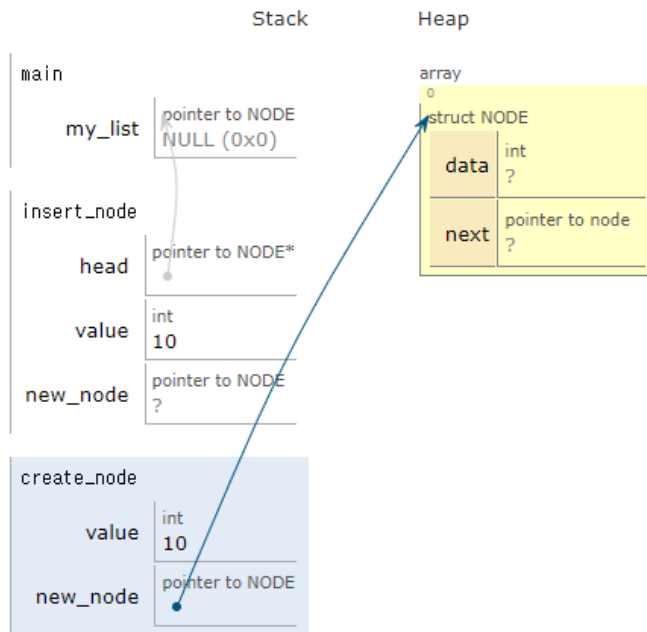 Stack Heap
main
my_list
pointer to NODE
NULL (0x0)
array
0
struct NODE
data
int
?
next
pointer to node
?
insert_node
head
pointer to NODE*
value
int
10
new_node
pointer to NODE
?
create_node
value
int
10
new_node
pointer to NODE